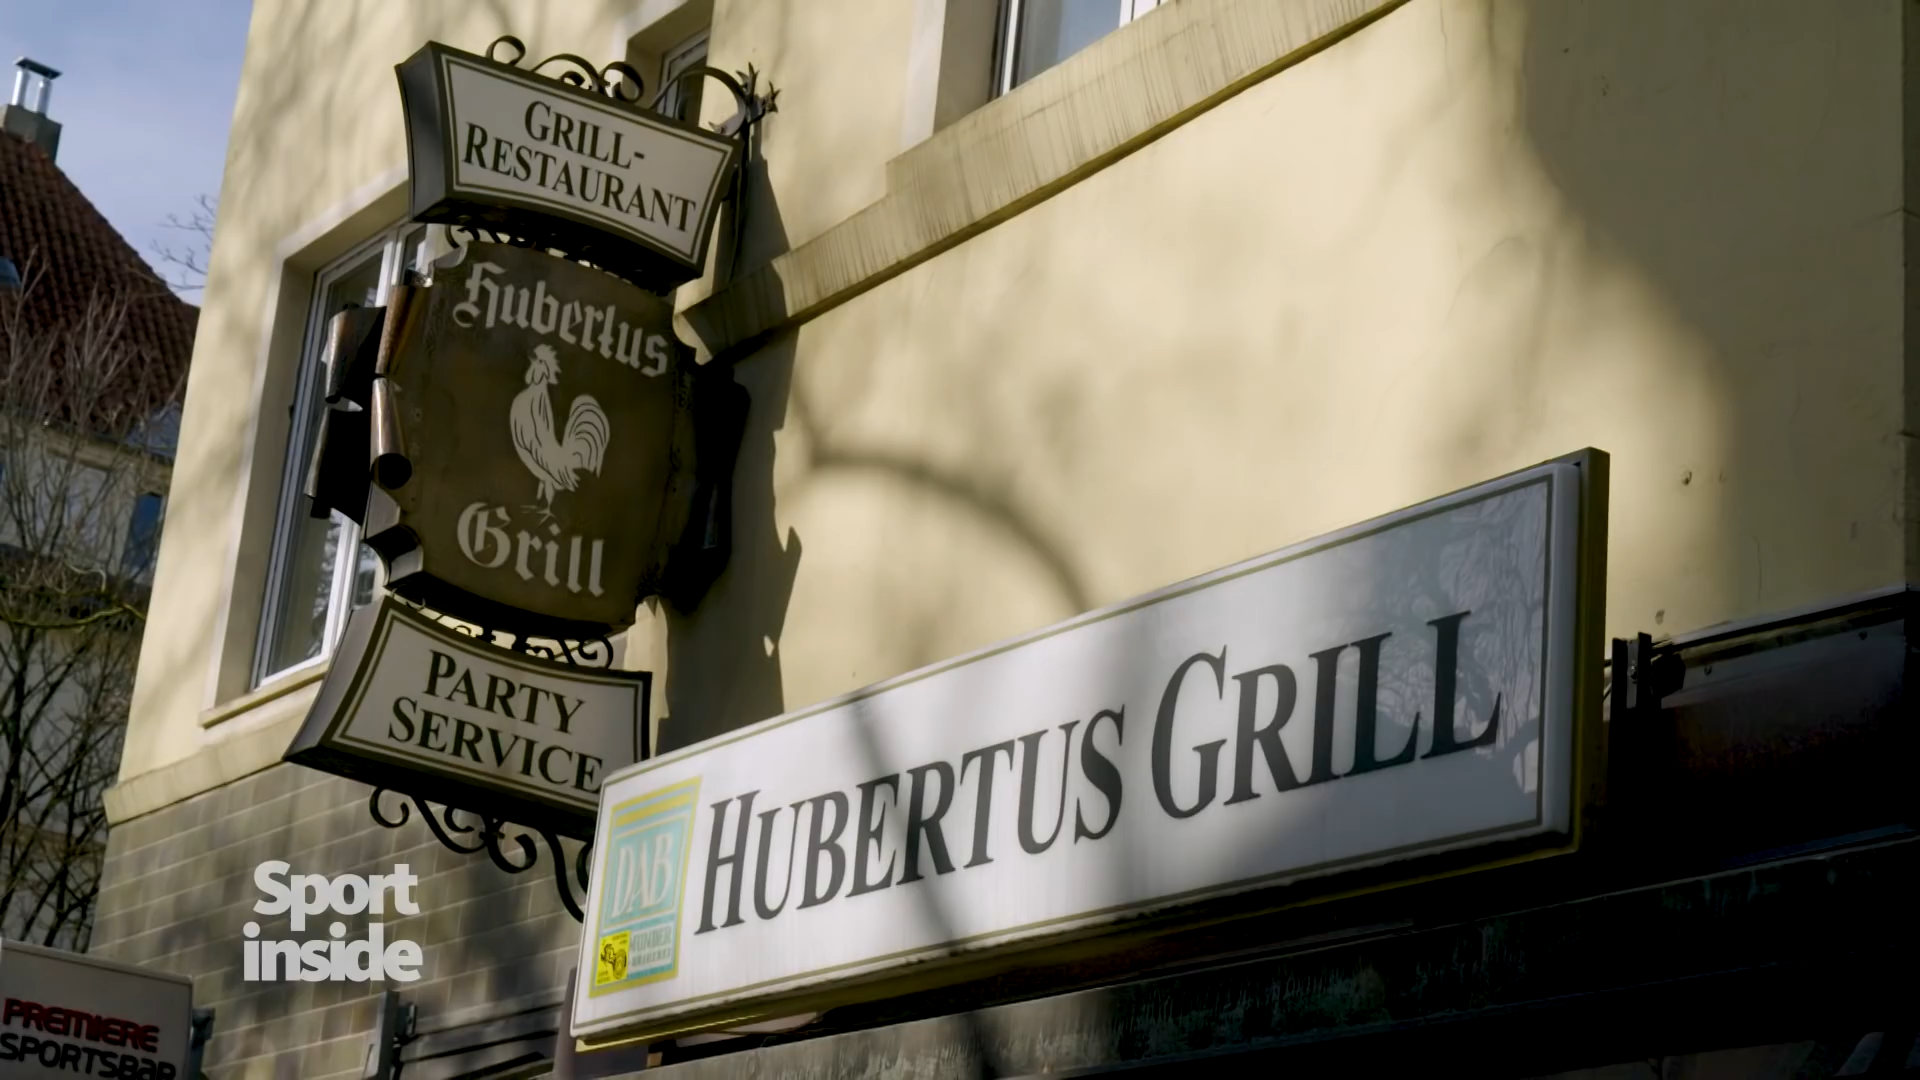 GRILL-
RESTAURANT
Hubertus
Grill
PARTY
SERVICE
HUBERTUS GRILL
DAB
Sport
inside
PREMIERE
SPORTSBAR